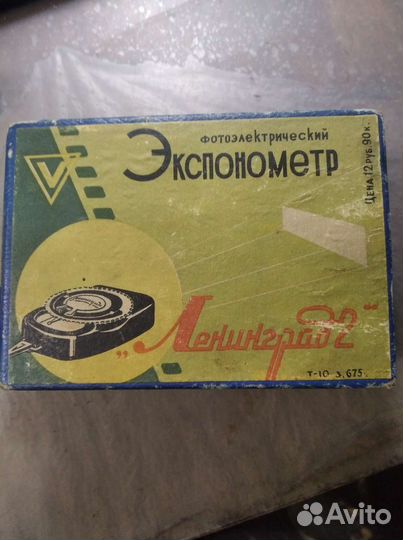 V
фотоэлектрический
Экспонометр
Цена 12 руб. 90 к.
„Ленинград 2"
Т-10 З. 675
Avito